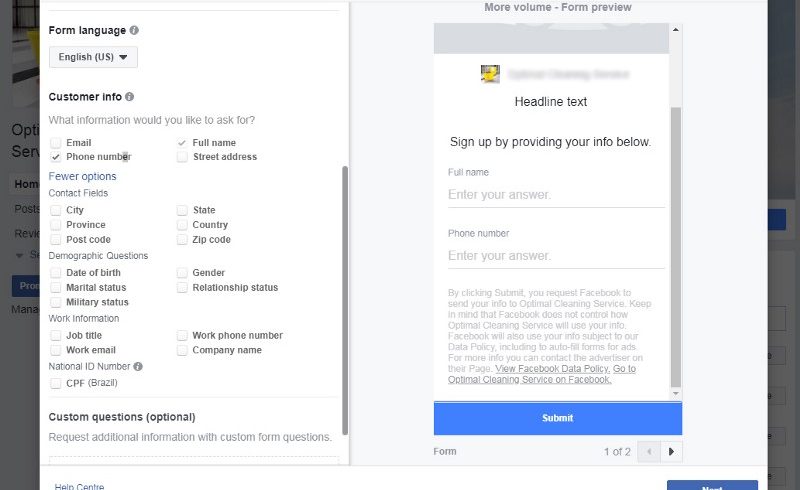 More volume - Form preview
Form language
English (US)
Customer info
What information would you like to ask for?
Email
Full name
Phone number
Street address
Fewer options
Contact Fields
City
State
Province
Country
Post code
Zip code
Demographic Questions
Date of birth
Gender
Marital status
Relationship status
Military status
Work Information
Job title
Work phone number
Work email
Company name
National ID Number
CPF (Brazil)
Custom questions (optional)
Request additional information with custom form questions.
Help Centre
Optimal Cleaning Service
Headline text
Sign up by providing your info below.
Full name
Enter your answer.
Phone number
Enter your answer.
By clicking Submit, you request Facebook to
send your info to Optimal Cleaning Service. Keep
in mind that Facebook does not control how
Optimal Cleaning Service will use your info.
Facebook will also use your info subject to our
Data Policy, including to auto-fill forms for ads.
For more info you can contact the advertiser on
their Page. View Facebook Data Policy. Go to
Optimal Cleaning Service on Facebook.
Submit
Form
1 of 2
Next
Opti
Serv
Hom
Posts
Revie
Se
Pro
Mana